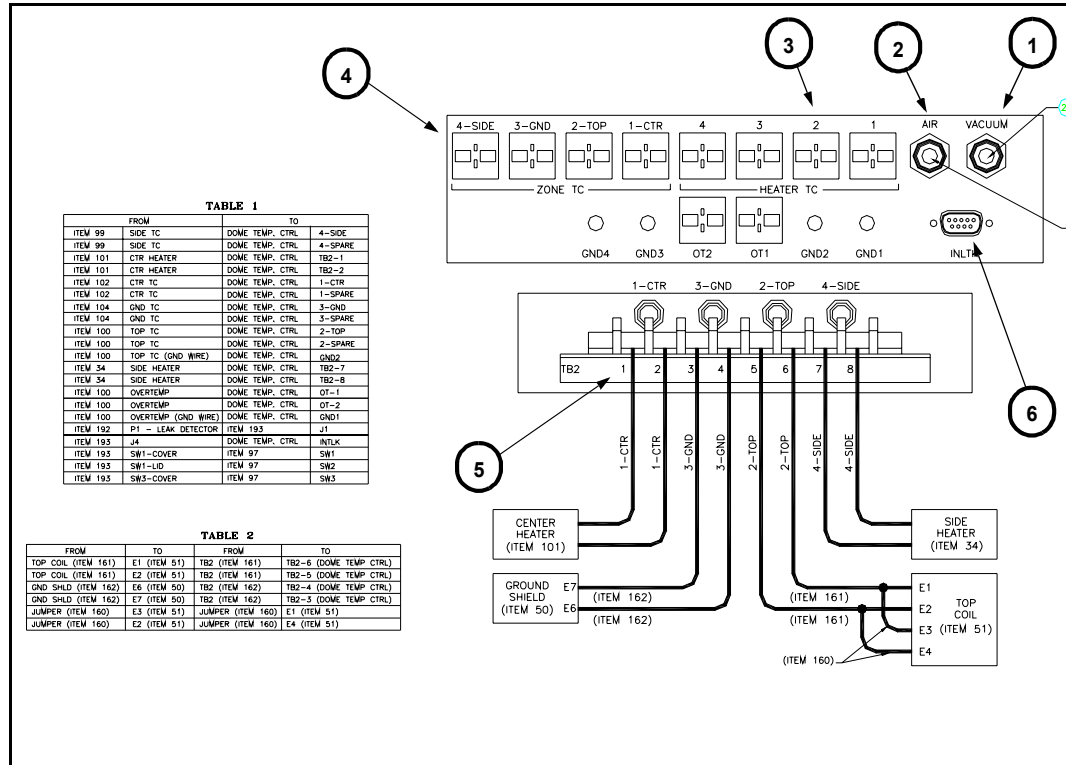 1
2
3
4
4-SIDE 3-GND 2-TOP 1-CTR 4 3 2 1 AIR VACUUM
2
ZONE TC HEATER TC
GND4 GND3 OT2 OT1 GND2 GND1
1-CTR 3-GND 2-TOP 4-SIDE
TB2 1 2 3 4 5 6 7 8
5
6
1-CTR 1-CTR 3-GND 3-GND 2-TOP 2-TOP 4-SIDE 4-SIDE
CENTER
HEATER
(ITEM 101)
SIDE
HEATER
(ITEM 34)
GROUND
SHIELD
(ITEM 50)
E7 (ITEM 162)
E6 (ITEM 162)
(ITEM 161)
(ITEM 161)
(ITEM 160)
E1
E2
E3
E4
TOP
COIL
(ITEM 51)
TABLE 1
FROM TO
ITEM 99 SIDE TC DOME TEMP. CTRL 4-SIDE
ITEM 99 SIDE TC DOME TEMP. CTRL 4-SPARE
ITEM 101 CTR HEATER DOME TEMP. CTRL TB2-1
ITEM 101 CTR HEATER DOME TEMP. CTRL TB2-2
ITEM 102 CTR TC DOME TEMP. CTRL 1-CTR
ITEM 102 CTR TC DOME TEMP. CTRL 1-SPARE
ITEM 104 GND TC DOME TEMP. CTRL 3-GND
ITEM 104 GND TC DOME TEMP. CTRL 3-SPARE
ITEM 100 TOP TC DOME TEMP. CTRL 2-TOP
ITEM 100 TOP TC DOME TEMP. CTRL 2-SPARE
ITEM 100 TOP TC (GND WIRE) DOME TEMP. CTRL GND2
ITEM 34 SIDE HEATER DOME TEMP. CTRL TB2-7
ITEM 34 SIDE HEATER DOME TEMP. CTRL TB2-8
ITEM 100 OVERTEMP DOME TEMP. CTRL OT-1
ITEM 100 OVERTEMP DOME TEMP. CTRL OT-2
ITEM 100 OVERTEMP (GND WIRE) DOME TEMP. CTRL GND1
ITEM 192 P1 - LEAK DETECTOR ITEM 193 J1
ITEM 193 J4 DOME TEMP. CTRL INTLK
ITEM 193 SW1-COVER ITEM 97 SW1
ITEM 193 SW1-LID ITEM 97 SW2
ITEM 193 SW3-COVER ITEM 97 SW3
TABLE 2
FROM TO FROM TO
TOP COIL (ITEM 161) E1 (ITEM 51) TB2 (ITEM 161) TB2-6 (DOME TEMP CTRL)
TOP COIL (ITEM 161) E2 (ITEM 51) TB2 (ITEM 161) TB2-5 (DOME TEMP CTRL)
GND SHLD (ITEM 162) E6 (ITEM 50) TB2 (ITEM 162) TB2-4 (DOME TEMP CTRL)
GND SHLD (ITEM 162) E7 (ITEM 50) TB2 (ITEM 162) TB2-3 (DOME TEMP CTRL)
JUMPER (ITEM 160) E3 (ITEM 51) JUMPER (ITEM 160) E1 (ITEM 51)
JUMPER (ITEM 160) E2 (ITEM 51) JUMPER (ITEM 160) E4 (ITEM 51)